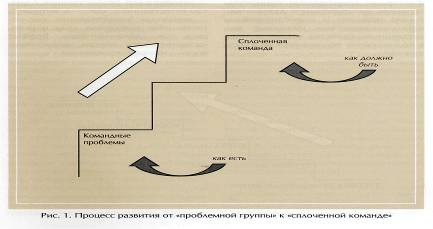 Сплоченная
команда
как должно
быть
Командные
проблемы
как есть
Рис. 1. Процесс развития от «проблемной группы» к «сплоченной команде»